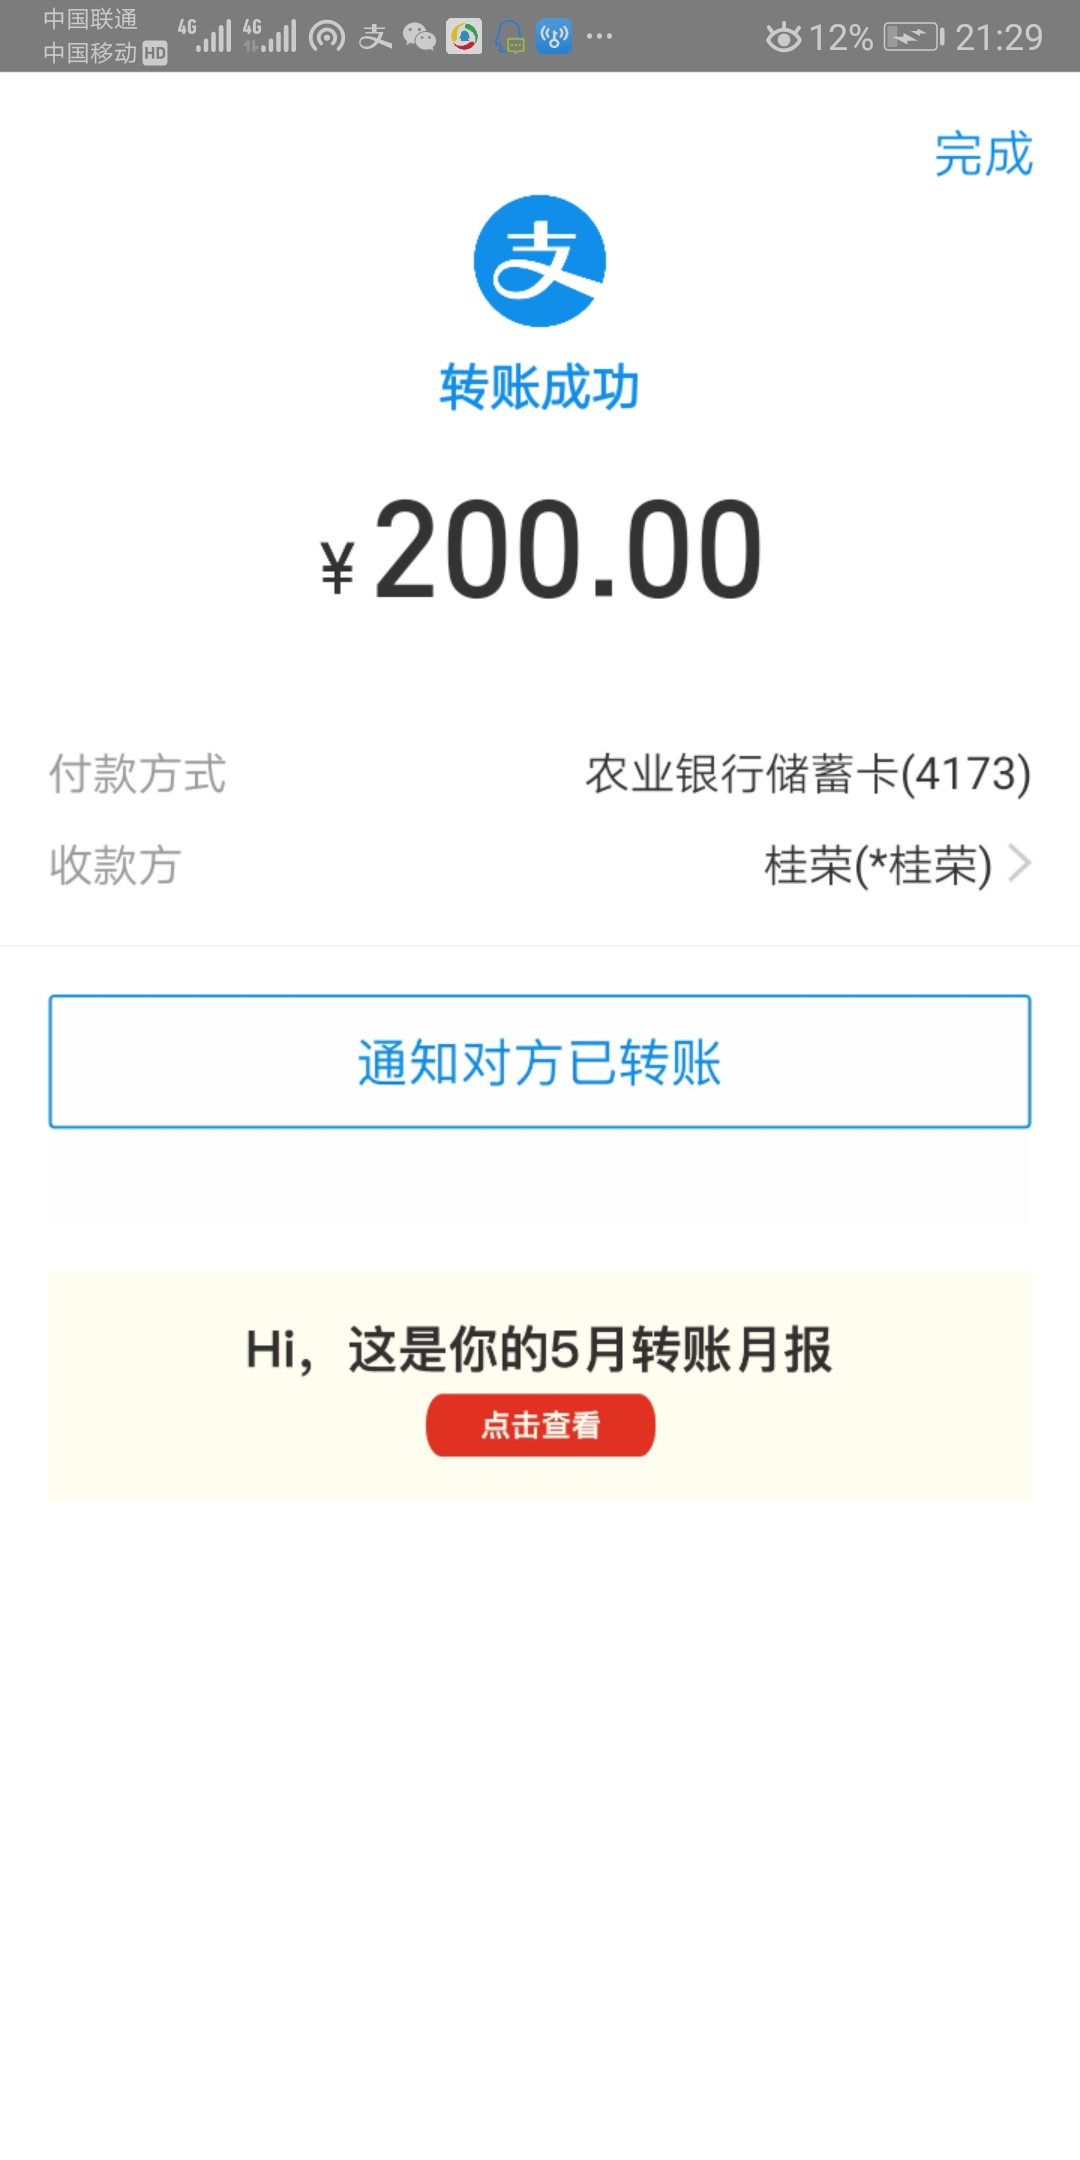 中国联通
中国移动 HD
4G 4G 支 12% 21:29
完成
支
转账成功
¥200.00
付款方式 农业银行储蓄卡(4173)
收款方 桂荣(*桂荣)
通知对方已转账
Hi，这是你的5月转账月报
点击查看